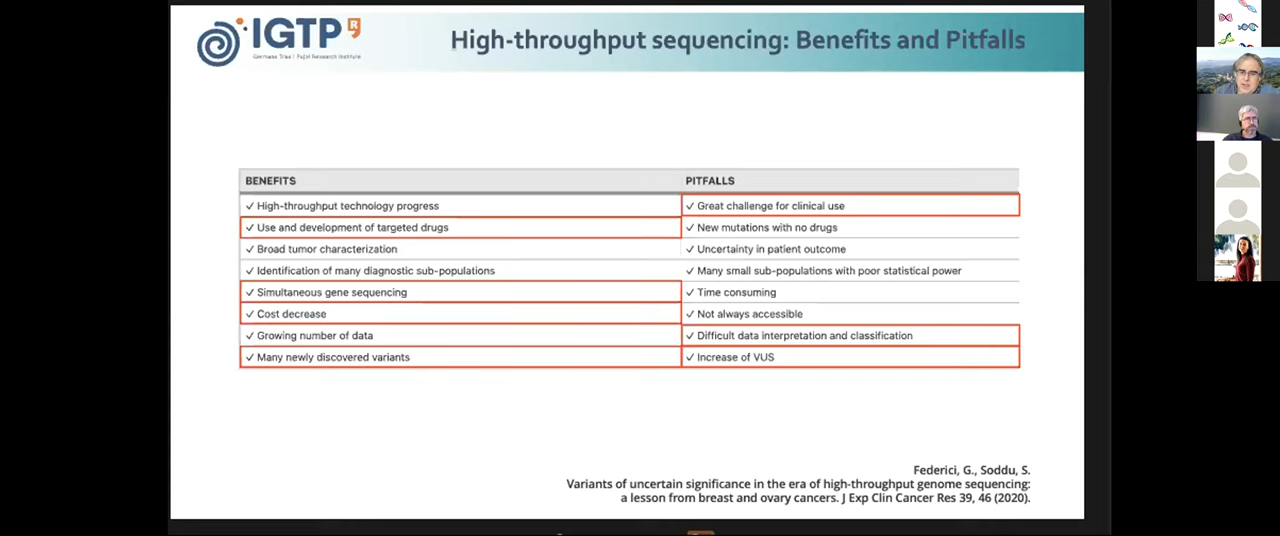 IGTP
R
Germans Trias i Pujol Research Institute
High-throughput sequencing: Benefits and Pitfalls
BENEFITS PITFALLS
✓ High-throughput technology progress ✓ Great challenge for clinical use
✓ Use and development of targeted drugs ✓ New mutations with no drugs
✓ Broad tumor characterization ✓ Uncertainty in patient outcome
✓ Identification of many diagnostic sub-populations ✓ Many small sub-populations with poor statistical power
✓ Simultaneous gene sequencing ✓ Time consuming
✓ Cost decrease ✓ Not always accessible
✓ Growing number of data ✓ Difficult data interpretation and classification
✓ Many newly discovered variants ✓ Increase of VUS
Federici, G., Soddu, S.
Variants of uncertain significance in the era of high-throughput genome sequencing:
a lesson from breast and ovary cancers. J Exp Clin Cancer Res 39, 46 (2020).